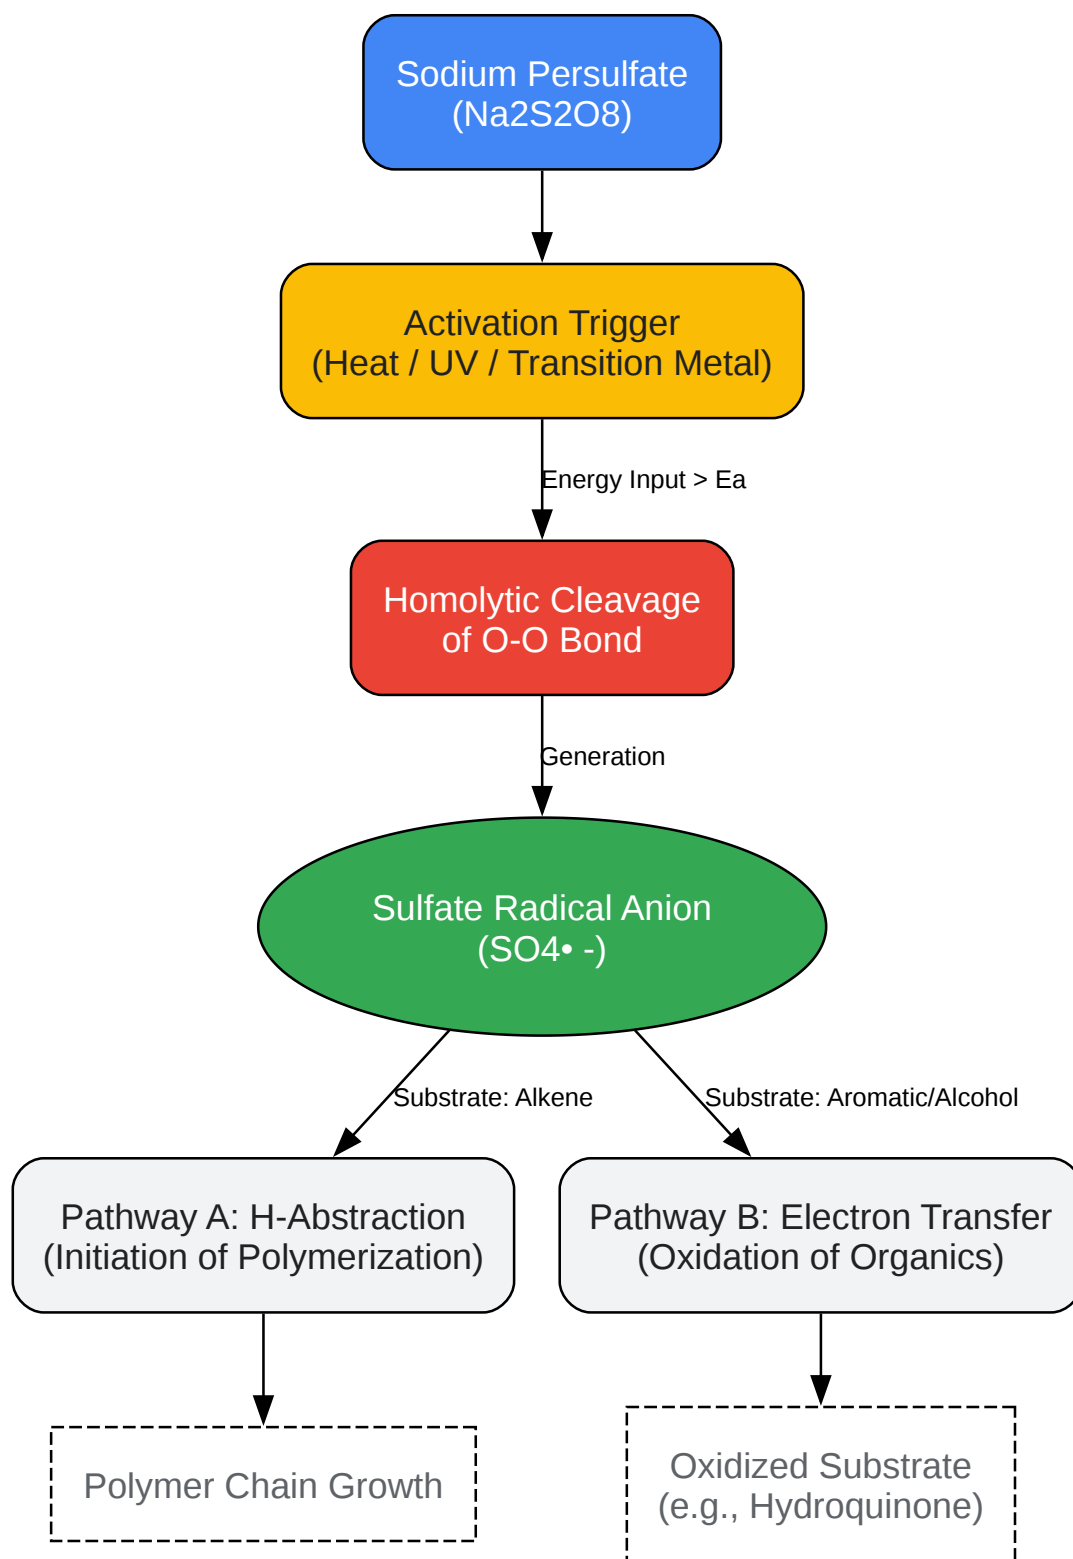 Sodium Persulfate
(Na2S2O8)
Activation Trigger
(Heat / UV / Transition Metal)
Energy Input > Ea
Homolytic Cleavage
of O-O Bond
Generation
Sulfate Radical Anion
(SO4• -)
Substrate: Alkene
Substrate: Aromatic/Alcohol
Pathway A: H-Abstraction
(Initiation of Polymerization)
Pathway B: Electron Transfer
(Oxidation of Organics)
Polymer Chain Growth
Oxidized Substrate
(e.g., Hydroquinone)